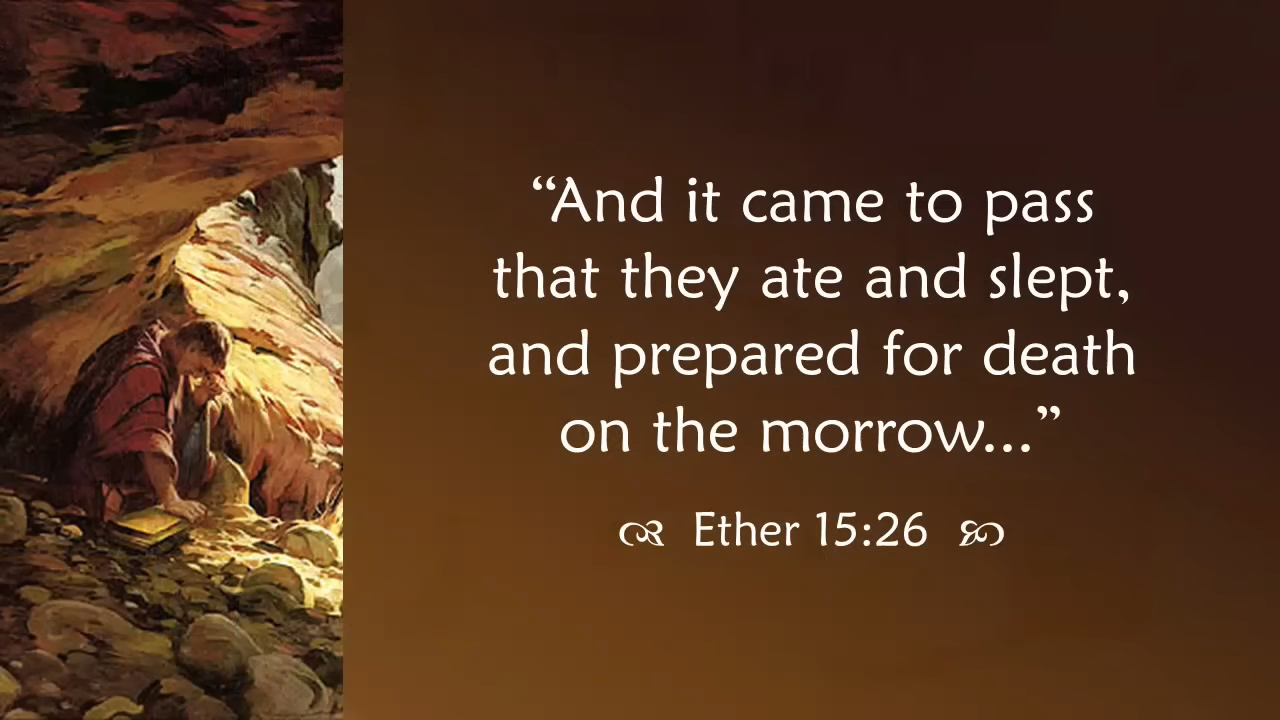 “And it came to pass
that they ate and slept,
and prepared for death
on the morrow...”
Ether 15:26